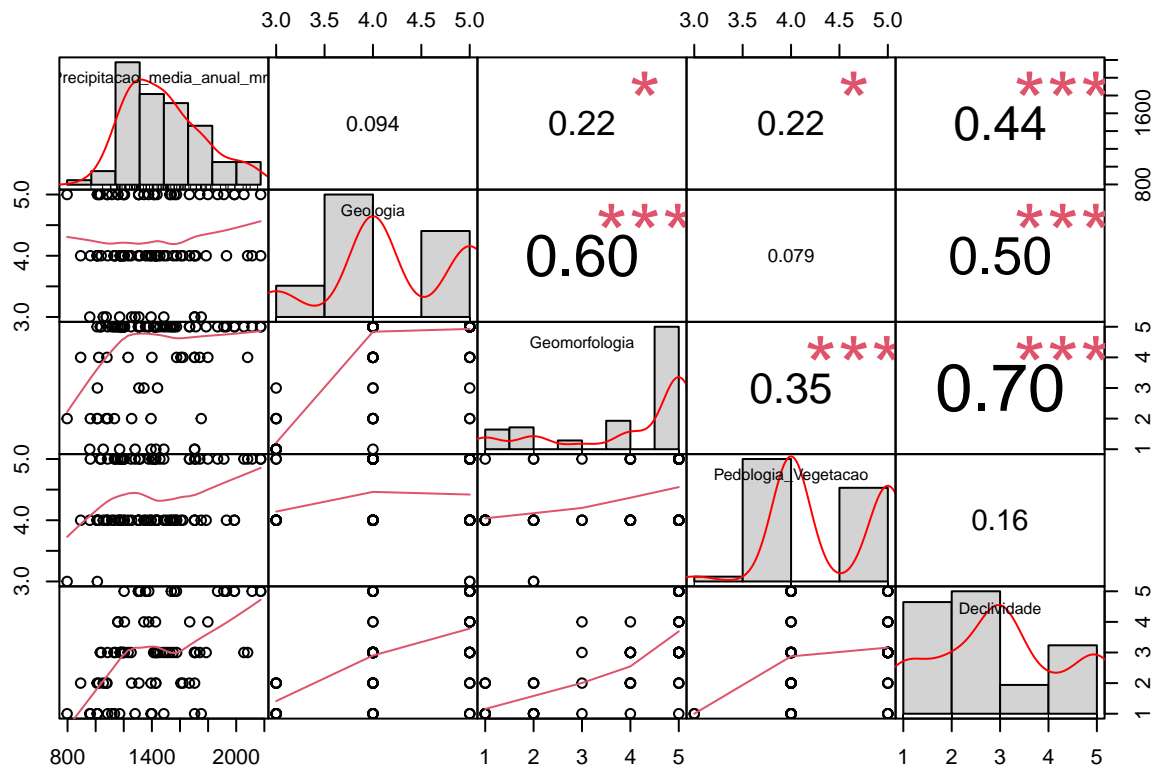 3.0 3.5 4.0 4.5 5.0 3.0 3.5 4.0 4.5 5.0
Precipitacao_media_anual_mm 0.094 * 0.22 * 0.22 *** 0.44 800 1600
3.0 4.0 5.0 Geologia *** 0.60 0.079 *** 0.50
Geomorfologia *** 0.35 *** 0.70 1 2 3 4 5
3.0 4.0 5.0 Pedologia_Vegetacao 0.16
Declividade 1 2 3 4 5
800 1400 2000 1 2 3 4 5 1 2 3 4 5